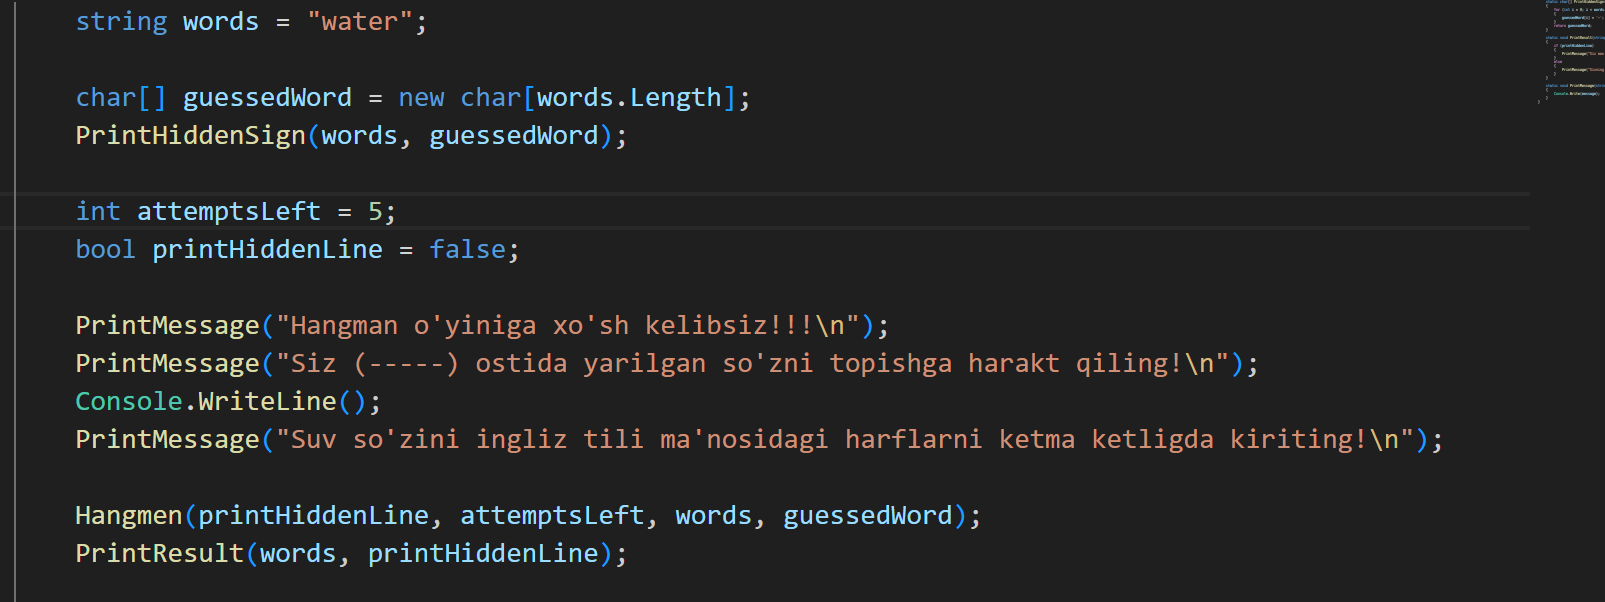 string words = "water";
char[] guessedWord = new char[words.Length];
PrintHiddenSign(words, guessedWord);
int attemptsLeft = 5;
bool printHiddenLine = false;
PrintMessage("Hangman o'yiniga xo'sh kelibsiz!!!\n");
PrintMessage("Siz (-----) ostida yarilgan so'zni topishga harakt qiling!\n");
Console.WriteLine();
PrintMessage("Suv so'zini ingliz tili ma'nosidagi harflarni ketma ketligda kiriting!\n");
Hangmen(printHiddenLine, attemptsLeft, words, guessedWord);
PrintResult(words, printHiddenLine);